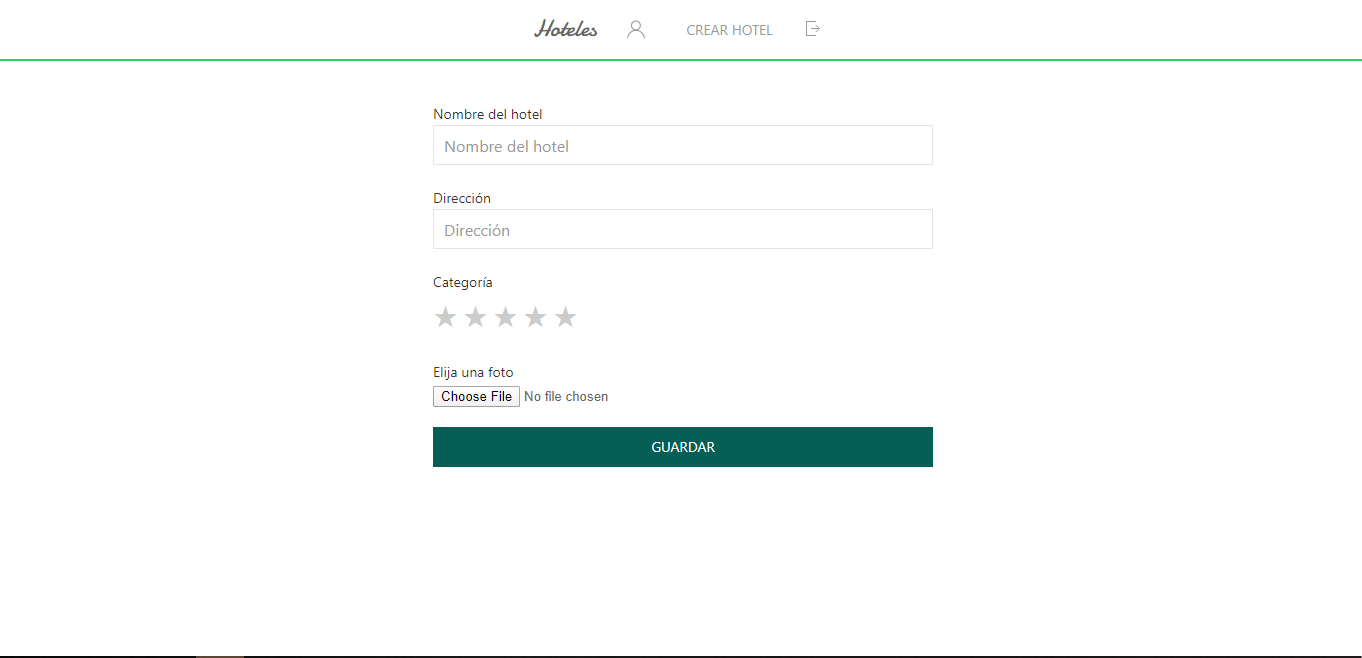 Hoteles CREAR HOTEL
Nombre del hotel
Nombre del hotel
Dirección
Dirección
Categoría
Elija una foto
Choose File No file chosen
GUARDAR